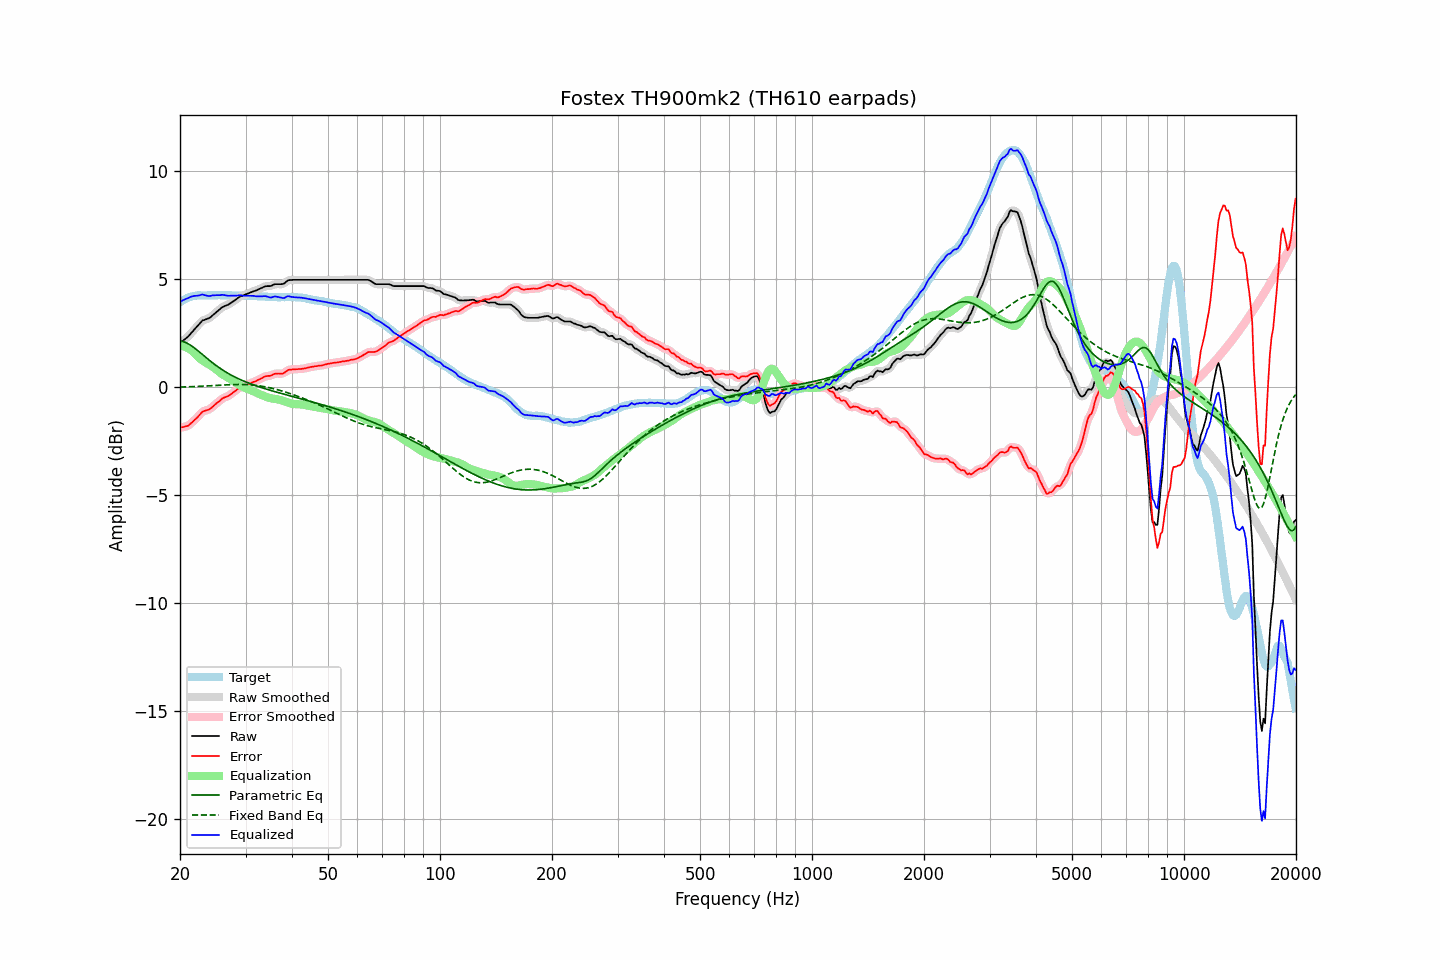 Fostex TH900mk2 (TH610 earpads)
Amplitude (dBr)
10
5
0
−5
−10
−15
−20
Target
Raw Smoothed
Error Smoothed
Raw
Error
Equalization
Parametric Eq
Fixed Band Eq
Equalized
20 50 100 200 500 1000 2000 5000 10000 20000
Frequency (Hz)